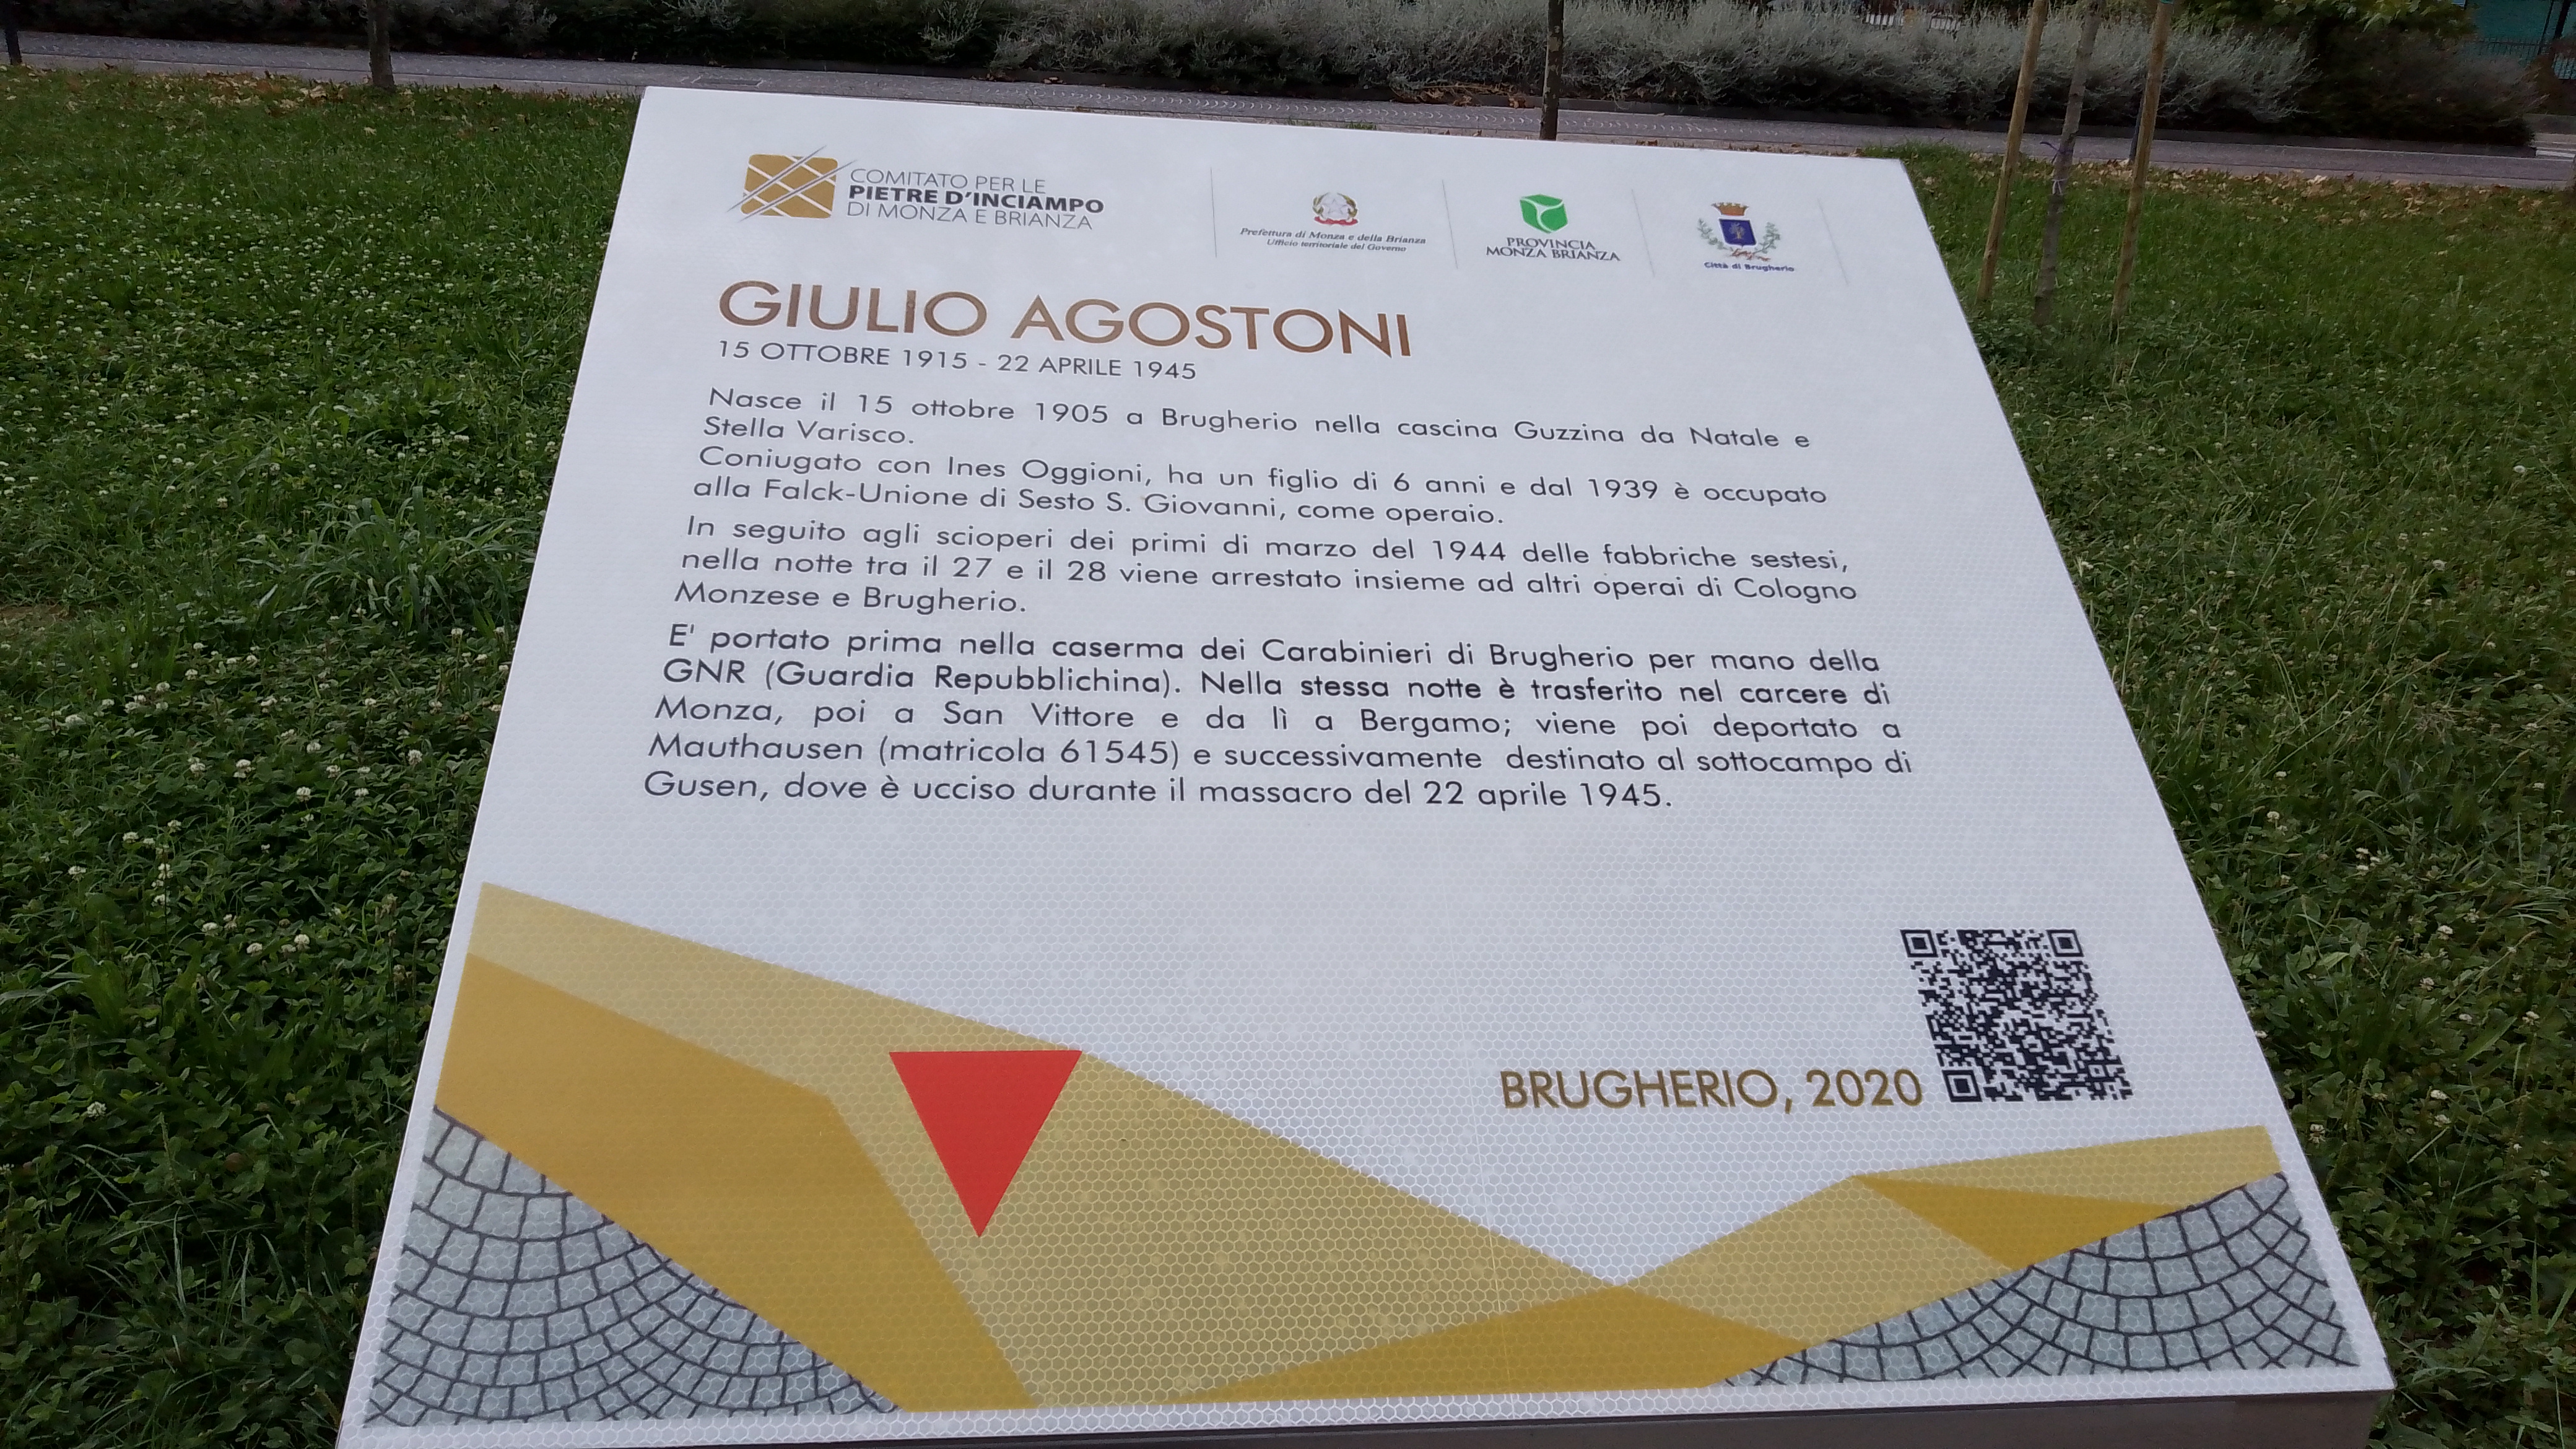 COMITATO PER LE
PIETRE D'INCIAMPO
DI MONZA E BRIANZA
Prefettura di Monza e della Brianza
Ufficio territoriale del Governo
PROVINCIA
MONZA BRIANZA
Città di Brugherio
GIULIO AGOSTONI
15 OTTOBRE 1915 - 22 APRILE 1945
Nasce il 15 ottobre 1905 a Brugherio nella cascina Guzzina da Natale e
Stella Varisco.
Coniugato con Ines Oggioni, ha un figlio di 6 anni e dal 1939 è occupato
alla Falck-Unione di Sesto S. Giovanni, come operaio.
In seguito agli scioperi dei primi di marzo del 1944 delle fabbriche sestesi,
nella notte tra il 27 e il 28 viene arrestato insieme ad altri operai di Cologno
Monzese e Brugherio.
E' portato prima nella caserma dei Carabinieri di Brugherio per mano della
GNR (Guardia Repubblichina). Nella stessa notte è trasferito nel carcere di
Monza, poi a San Vittore e da lì a Bergamo; viene poi deportato a
Mauthausen (matricola 61545) e successivamente destinato al sottocampo di
Gusen, dove è ucciso durante il massacro del 22 aprile 1945.
BRUGHERIO, 2020